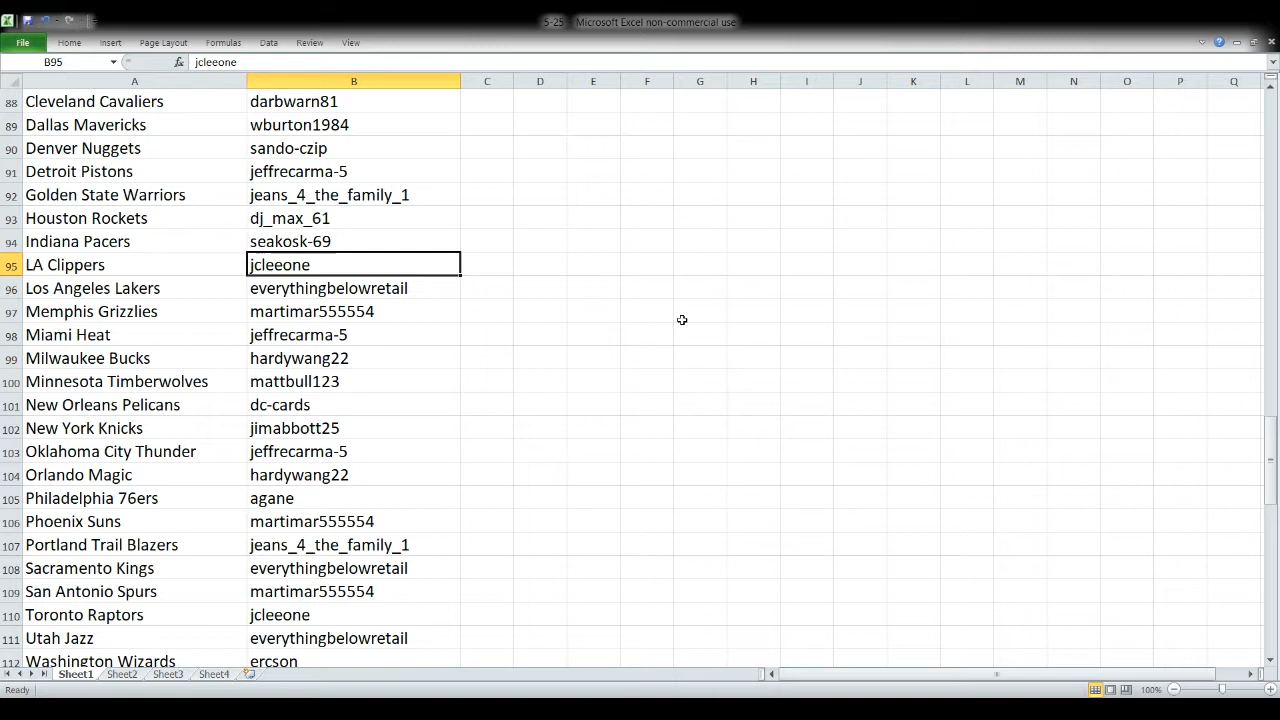 5-25 - Microsoft Excel non-commercial use
File Home Insert Page Layout Formulas Data Review View
B95 fx jcleeone
A B C D E F G H I J K L M N O P Q
88 Cleveland Cavaliers darbwarn81
89 Dallas Mavericks wburton1984
90 Denver Nuggets sando-czip
91 Detroit Pistons jeffrecarma-5
92 Golden State Warriors jeans_4_the_family_1
93 Houston Rockets dj_max_61
94 Indiana Pacers seakosk-69
95 LA Clippers jcleeone
96 Los Angeles Lakers everythingbelowretail
97 Memphis Grizzlies martimar555554
98 Miami Heat jeffrecarma-5
99 Milwaukee Bucks hardywang22
100 Minnesota Timberwolves mattbull123
101 New Orleans Pelicans dc-cards
102 New York Knicks jimabbott25
103 Oklahoma City Thunder jeffrecarma-5
104 Orlando Magic hardywang22
105 Philadelphia 76ers agane
106 Phoenix Suns martimar555554
107 Portland Trail Blazers jeans_4_the_family_1
108 Sacramento Kings everythingbelowretail
109 San Antonio Spurs martimar555554
110 Toronto Raptors jcleeone
111 Utah Jazz everythingbelowretail
112 Washington Wizards ercson
Sheet1 Sheet2 Sheet3 Sheet4
Ready 100%